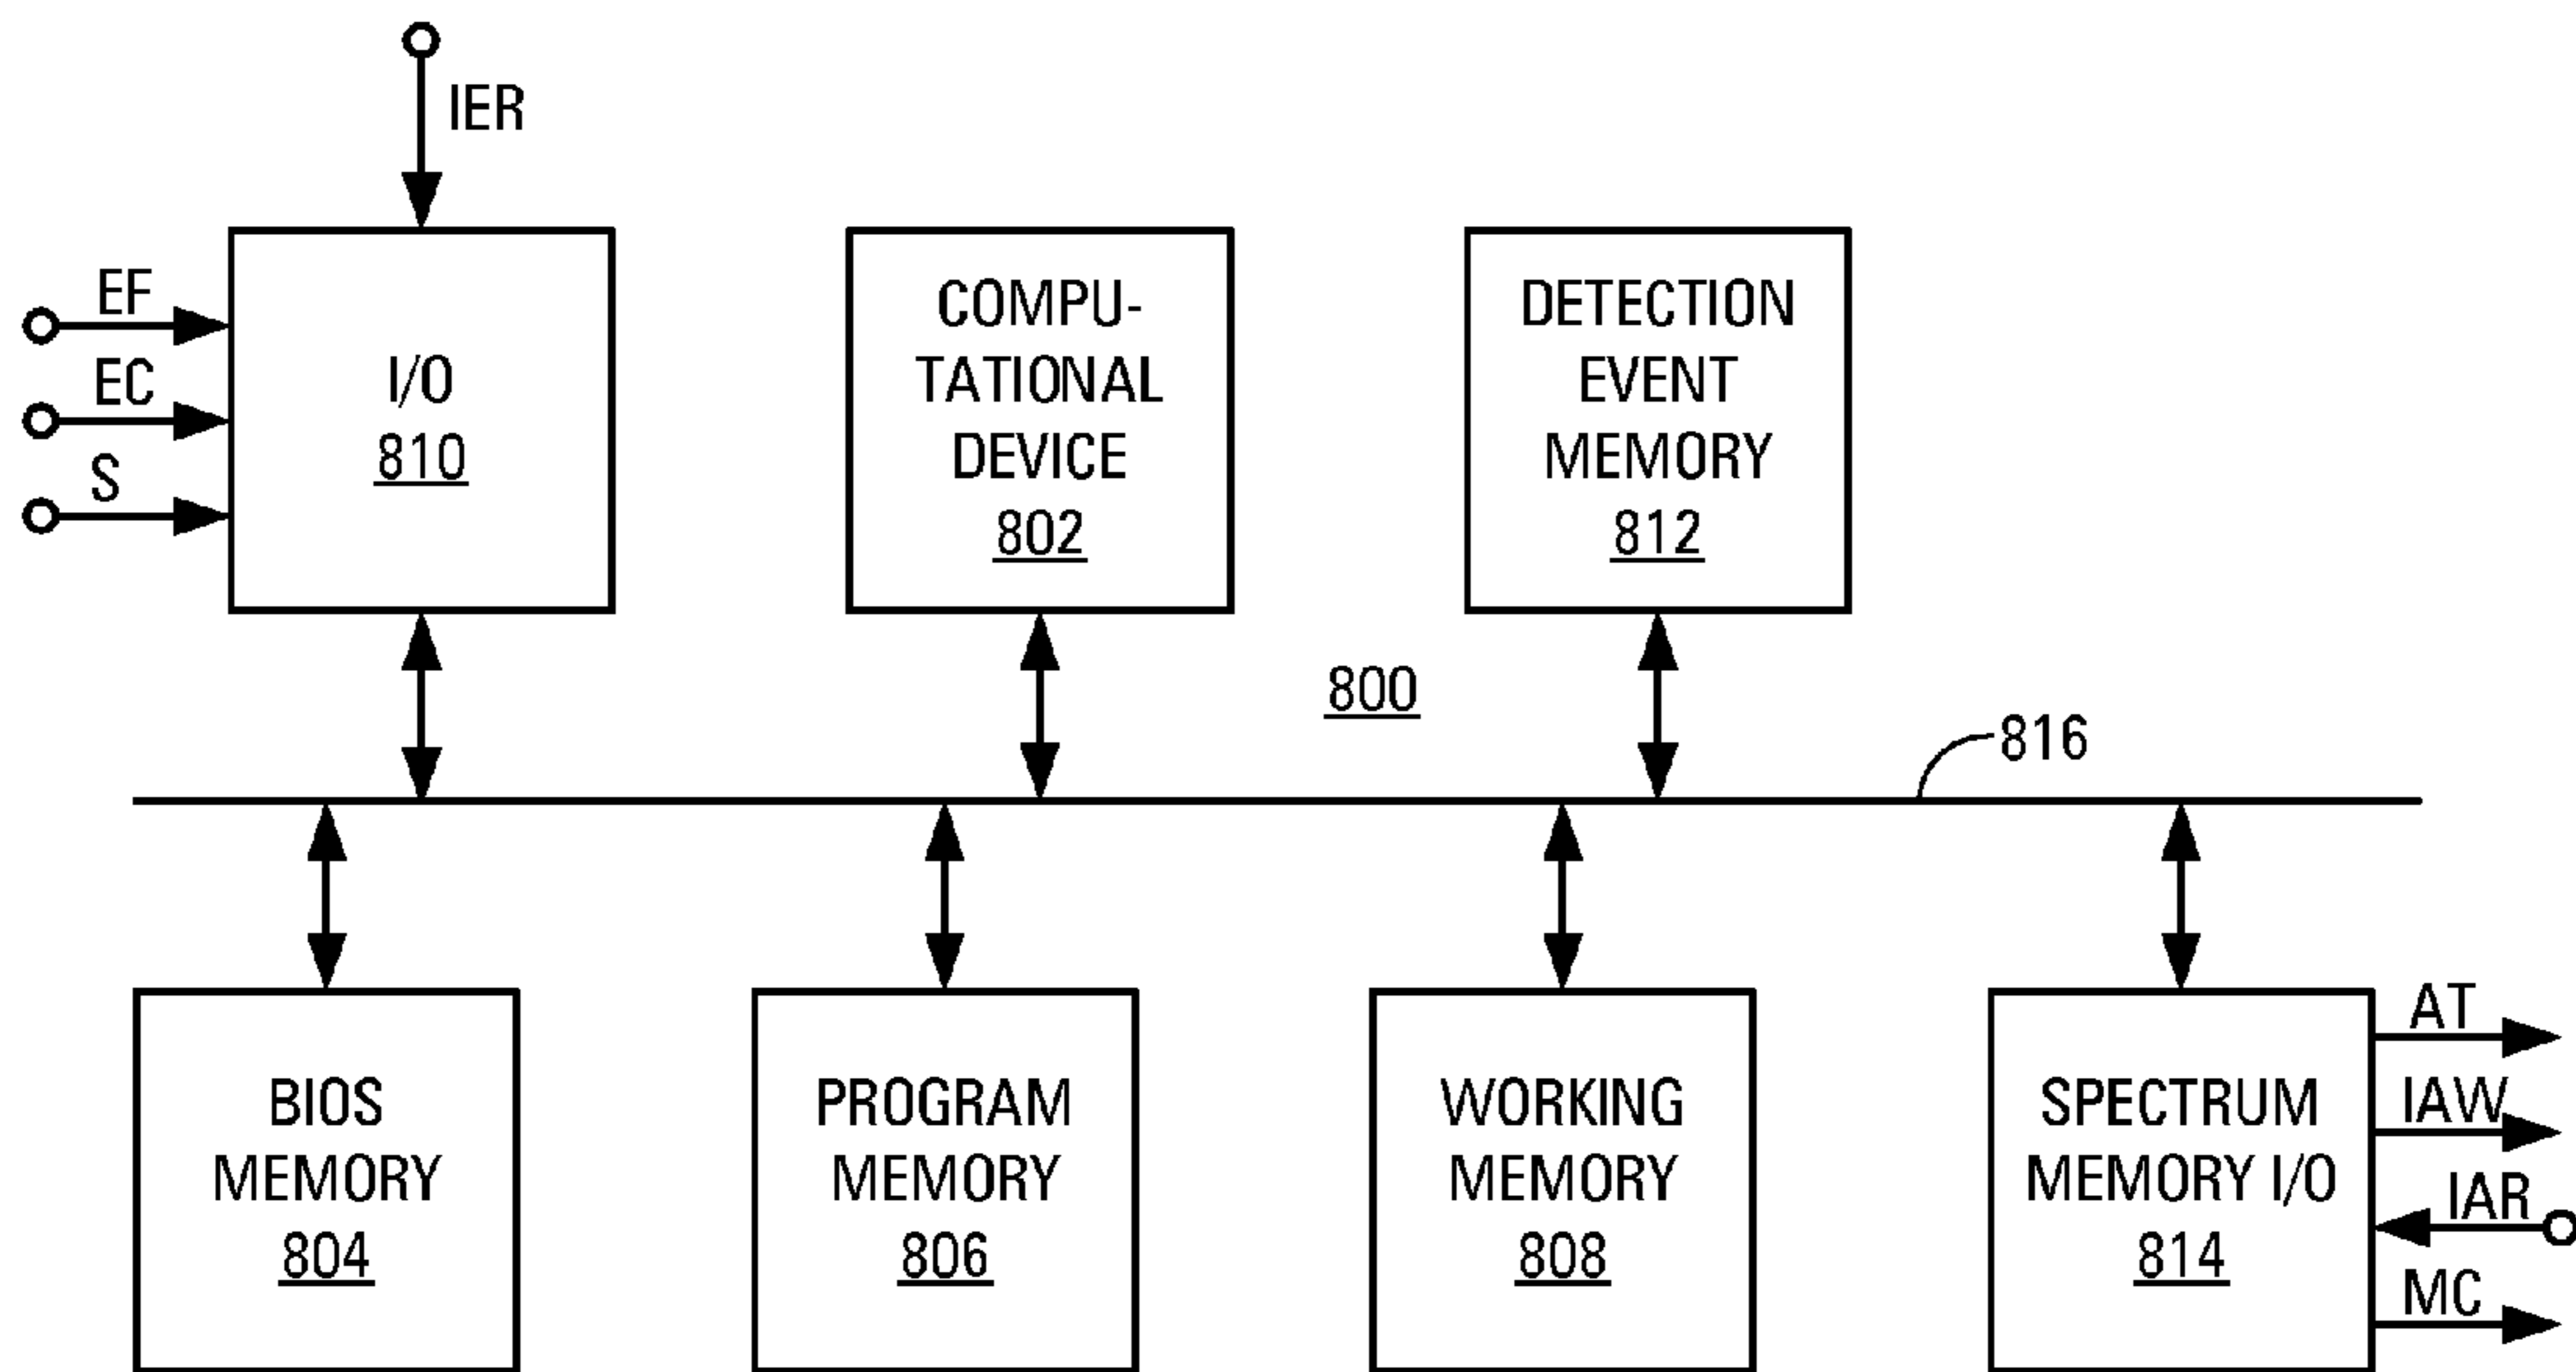 IER
EF
EC
S
I/O
810
COMPU-
TATIONAL
DEVICE
802
DETECTION
EVENT
MEMORY
812
800
816
BIOS
MEMORY
804
PROGRAM
MEMORY
806
WORKING
MEMORY
808
SPECTRUM
MEMORY I/O
814
AT
IAW
IAR
MC